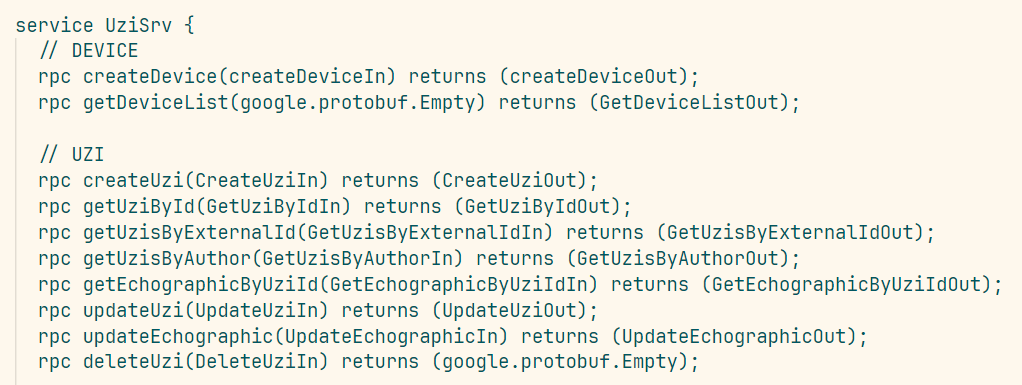 service UziSrv {
// DEVICE
rpc createDevice(createDeviceIn) returns (createDeviceOut);
rpc getDeviceList(google.protobuf.Empty) returns (GetDeviceListOut);
// UZI
rpc createUzi(CreateUziIn) returns (CreateUziOut);
rpc getUziById(GetUziByIdIn) returns (GetUziByIdOut);
rpc getUzisByExternalId(GetUzisByExternalIdIn) returns (GetUzisByExternalIdOut);
rpc getUzisByAuthor(GetUzisByAuthorIn) returns (GetUzisByAuthorOut);
rpc getEchographicByUziId(GetEchographicByUziIdIn) returns (GetEchographicByUziIdOut);
rpc updateUzi(UpdateUziIn) returns (UpdateUziOut);
rpc updateEchographic(UpdateEchographicIn) returns (UpdateEchographicOut);
rpc deleteUzi(DeleteUziIn) returns (google.protobuf.Empty);